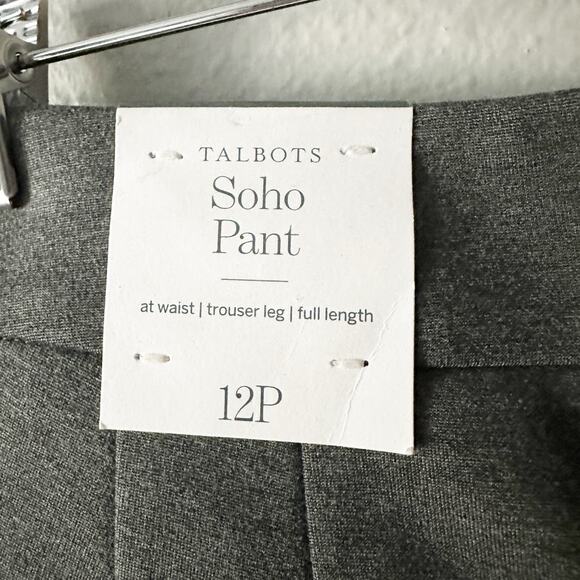 TALBOTS
Soho
Pant
at waist | trouser leg | full length
12P